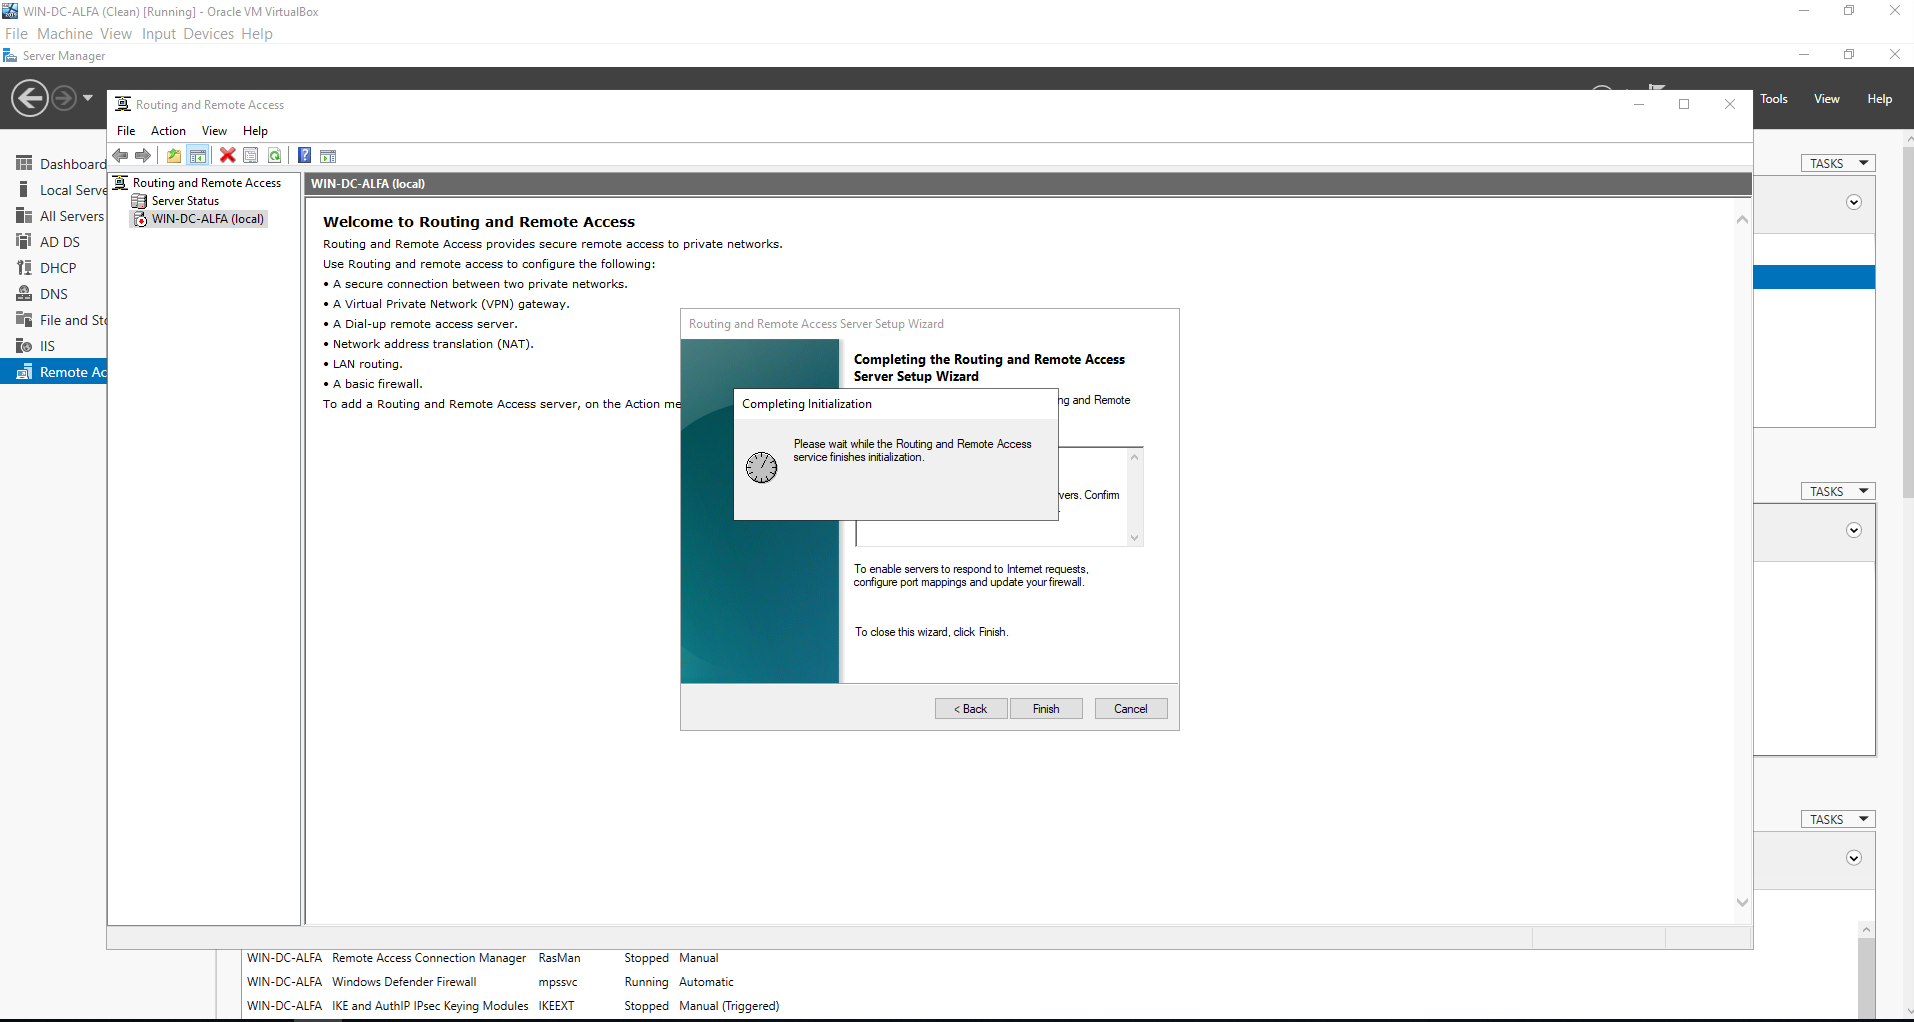 WIN-DC-ALFA (Clean) [Running] - Oracle VM VirtualBox
File Machine View Input Devices Help
Server Manager
Tools View Help
Routing and Remote Access
File Action View Help
Dashboard
Local Serve
All Servers
AD DS
DHCP
DNS
File and Sto
IIS
Remote Ac
Routing and Remote Access
Server Status
WIN-DC-ALFA (local)
WIN-DC-ALFA (local)
Welcome to Routing and Remote Access
Routing and Remote Access provides secure remote access to private networks.
Use Routing and remote access to configure the following:
• A secure connection between two private networks.
• A Virtual Private Network (VPN) gateway.
• A Dial-up remote access server.
• Network address translation (NAT).
• LAN routing.
• A basic firewall.
To add a Routing and Remote Access server, on the Action me
Routing and Remote Access Server Setup Wizard
Completing the Routing and Remote Access
Server Setup Wizard
ng and Remote
Completing Initialization
Please wait while the Routing and Remote Access
service finishes initialization.
vers. Confirm
To enable servers to respond to Internet requests,
configure port mappings and update your firewall.
To close this wizard, click Finish.
< Back Finish Cancel
TASKS
TASKS
TASKS
WIN-DC-ALFA Remote Access Connection Manager RasMan Stopped Manual
WIN-DC-ALFA Windows Defender Firewall mpssvc Running Automatic
WIN-DC-ALFA IKE and AuthIP IPsec Keying Modules IKEEXT Stopped Manual (Triggered)